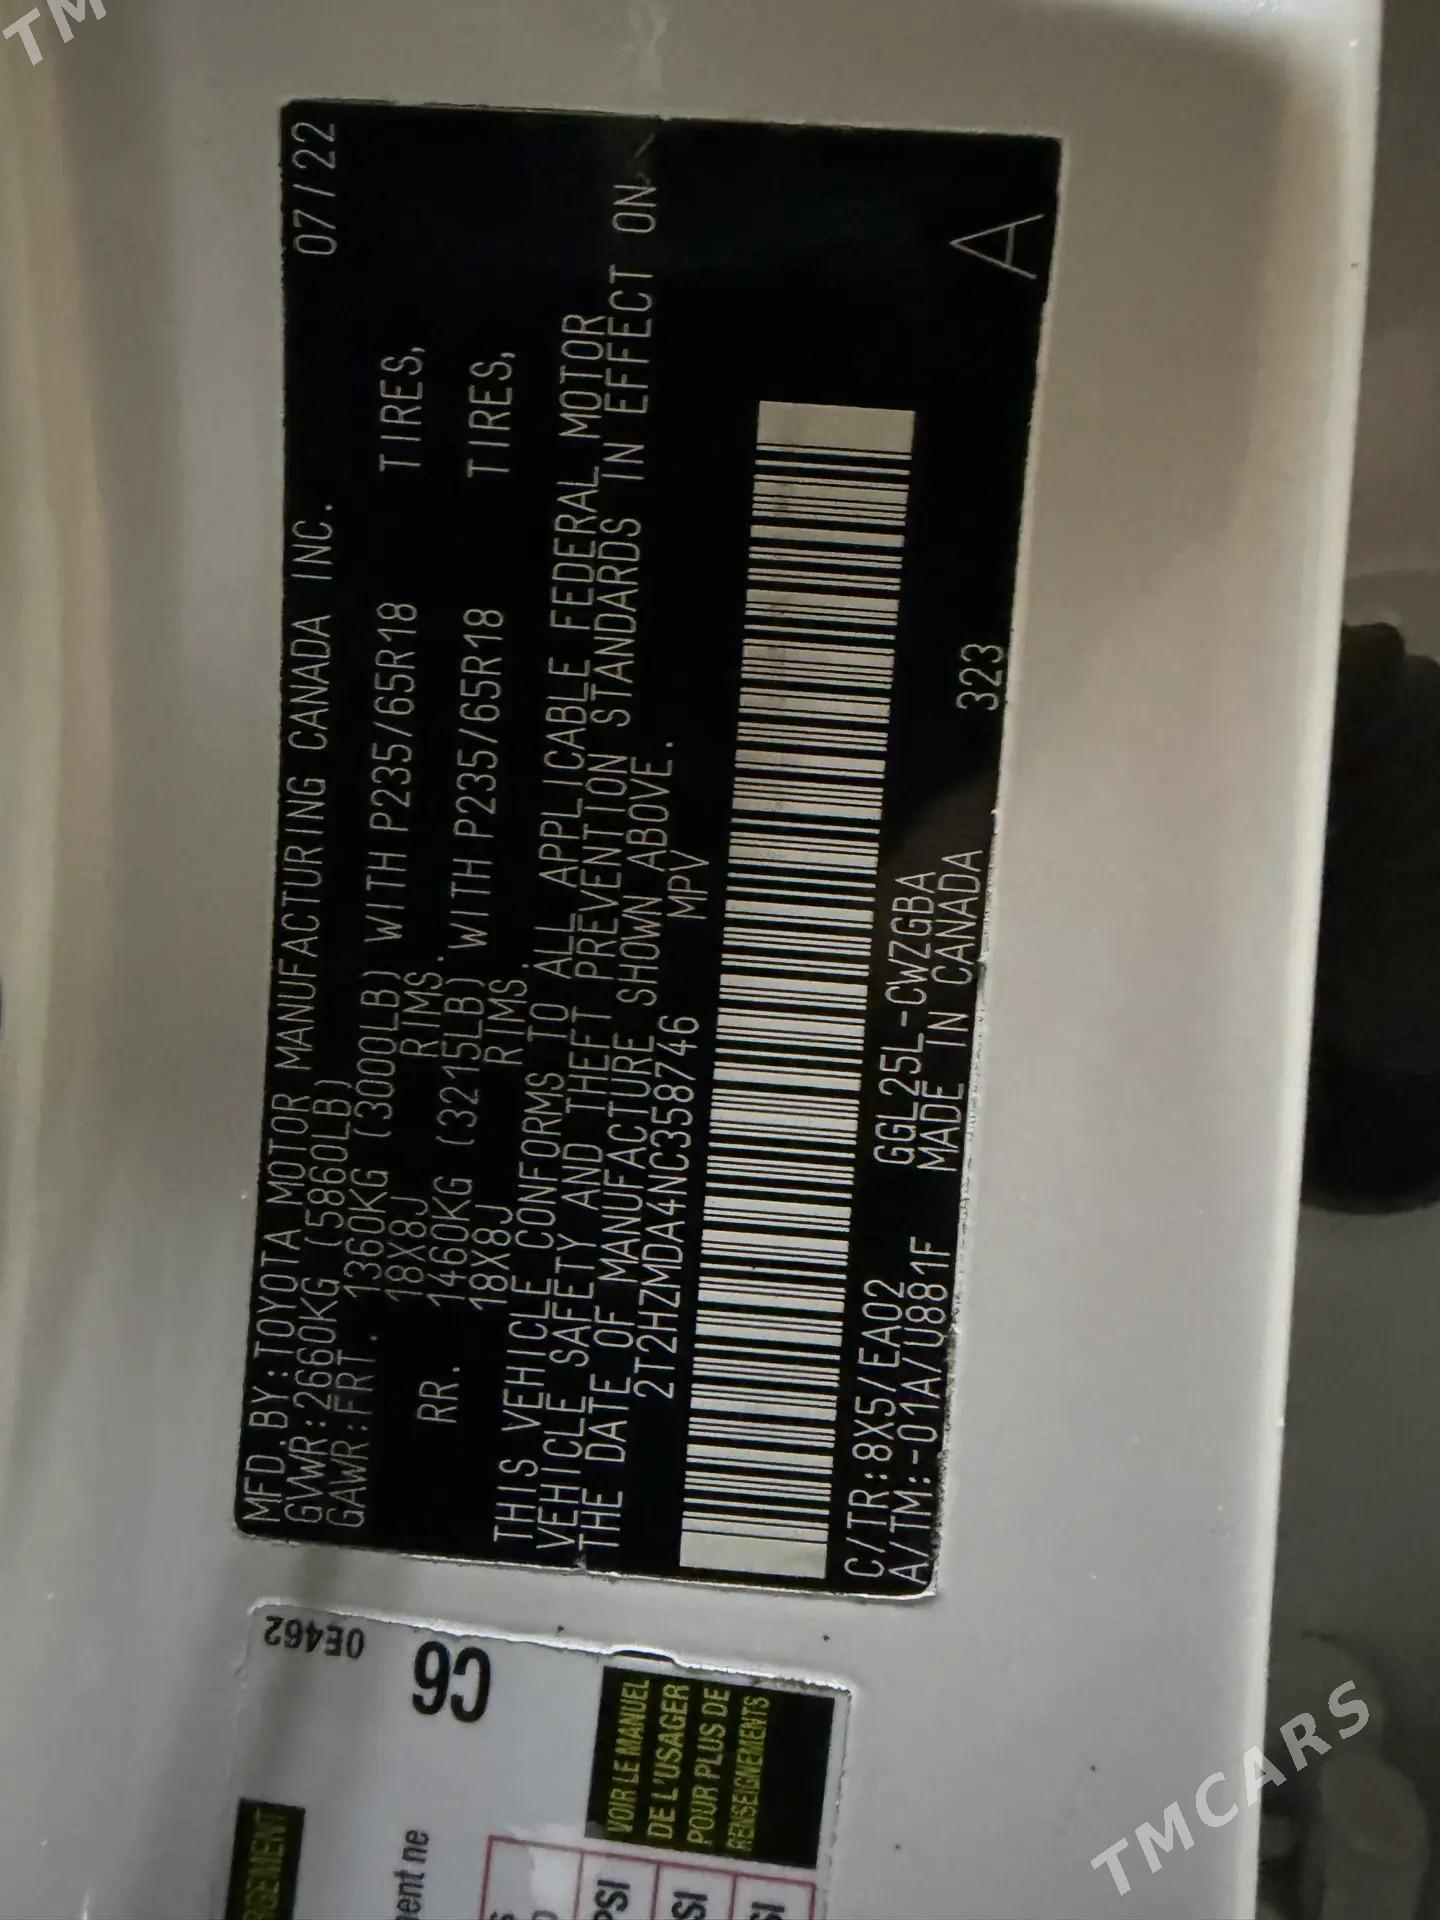 MFD.BY:TOYOTA MOTOR MANUFACTURING CANADA INC. 07/22
GVWR:2660KG (5860LB)
GAWR:FRT. 1360KG (3000LB) WITH P235/65R18 TIRES,
18X8J RIMS.
RR. 1460KG (3215LB) WITH P235/65R18 TIRES,
18X8J RIMS
THIS VEHICLE CONFORMS TO ALL APPLICABLE FEDERAL MOTOR
VEHICLE SAFETY AND THEFT PREVENTION STANDARDS IN EFFECT ON
THE DATE OF MANUFACTURE SHOWN ABOVE.
2T2HZMDA4NC358746 MPV
C/TR:8X5/EA02 GGL25L-CWZGBA
A/TM:-01A/U881F MADE IN CANADA 323 A
0E462
C6
VOIR LE MANUEL
DE L'USAGER
POUR PLUS DE
RENSEIGNEMENTS
ne
PSI
TMCARS